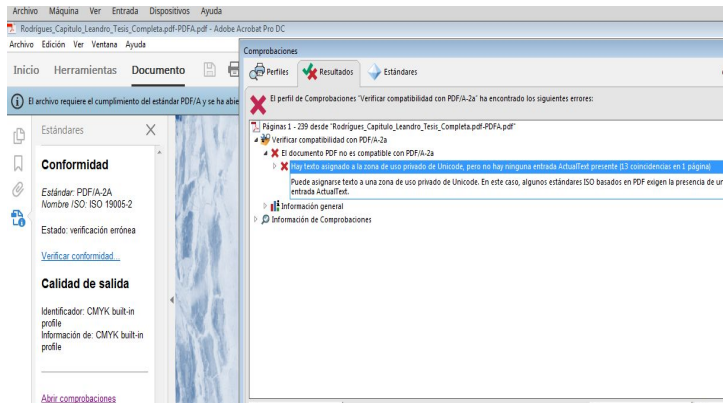 Archivo Máquina Ver Entrada Dispositivos Ayuda
Rodrigues_Capitulo_Leandro_Tesis_Completa.pdf-PDFA.pdf - Adobe Acrobat Pro DC
Archivo Edición Ver Ventana Ayuda
Inicio Herramientas Documento
El archivo requiere el cumplimiento del estándar PDF/A y se ha abie
Estándares
Conformidad
Estándar: PDF/A-2A
Nombre ISO: ISO 19005-2
Estado: verificación errónea
Verificar conformidad...
Calidad de salida
Identificador: CMYK built-in
profile
Información de: CMYK built-in
profile
Abrir comprobaciones
Comprobaciones
Perfiles Resultados Estándares
El perfil de Comprobaciones "Verificar compatibilidad con PDF/A-2a" ha encontrado los siguientes errores:
Páginas 1 - 239 desde "Rodrigues_Capitulo_Leandro_Tesis_Completa.pdf-PDFA.pdf"
Verificar compatibilidad con PDF/A-2a
El documento PDF no es compatible con PDF/A-2a
Hay texto asignado a la zona de uso privado de Unicode, pero no hay ninguna entrada ActualText presente (13 coincidencias en 1 página)
Puede asignarse texto a una zona de uso privado de Unicode. En este caso, algunos estándares ISO basados en PDF exigen la presencia de un
entrada ActualText.
Información general
Información de Comprobaciones